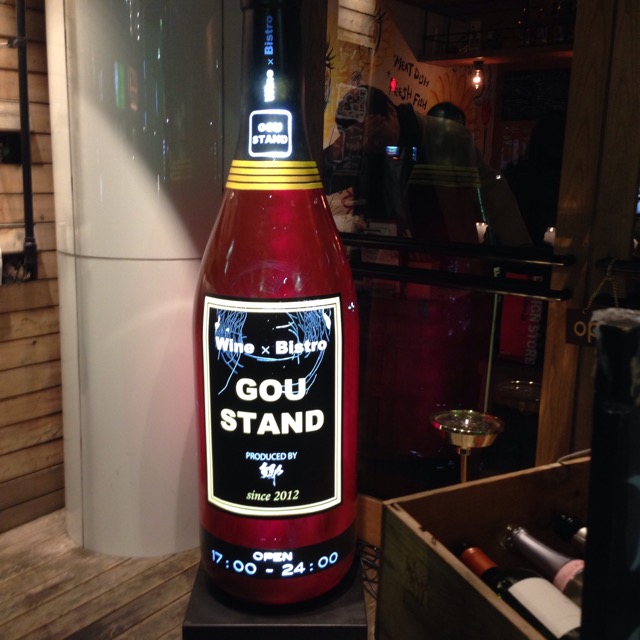 Wine × Bistro
GOU
STAND
Wine × Bistro
GOU
STAND
PRODUCED BY
since 2012
OPEN
17:00 - 24:00